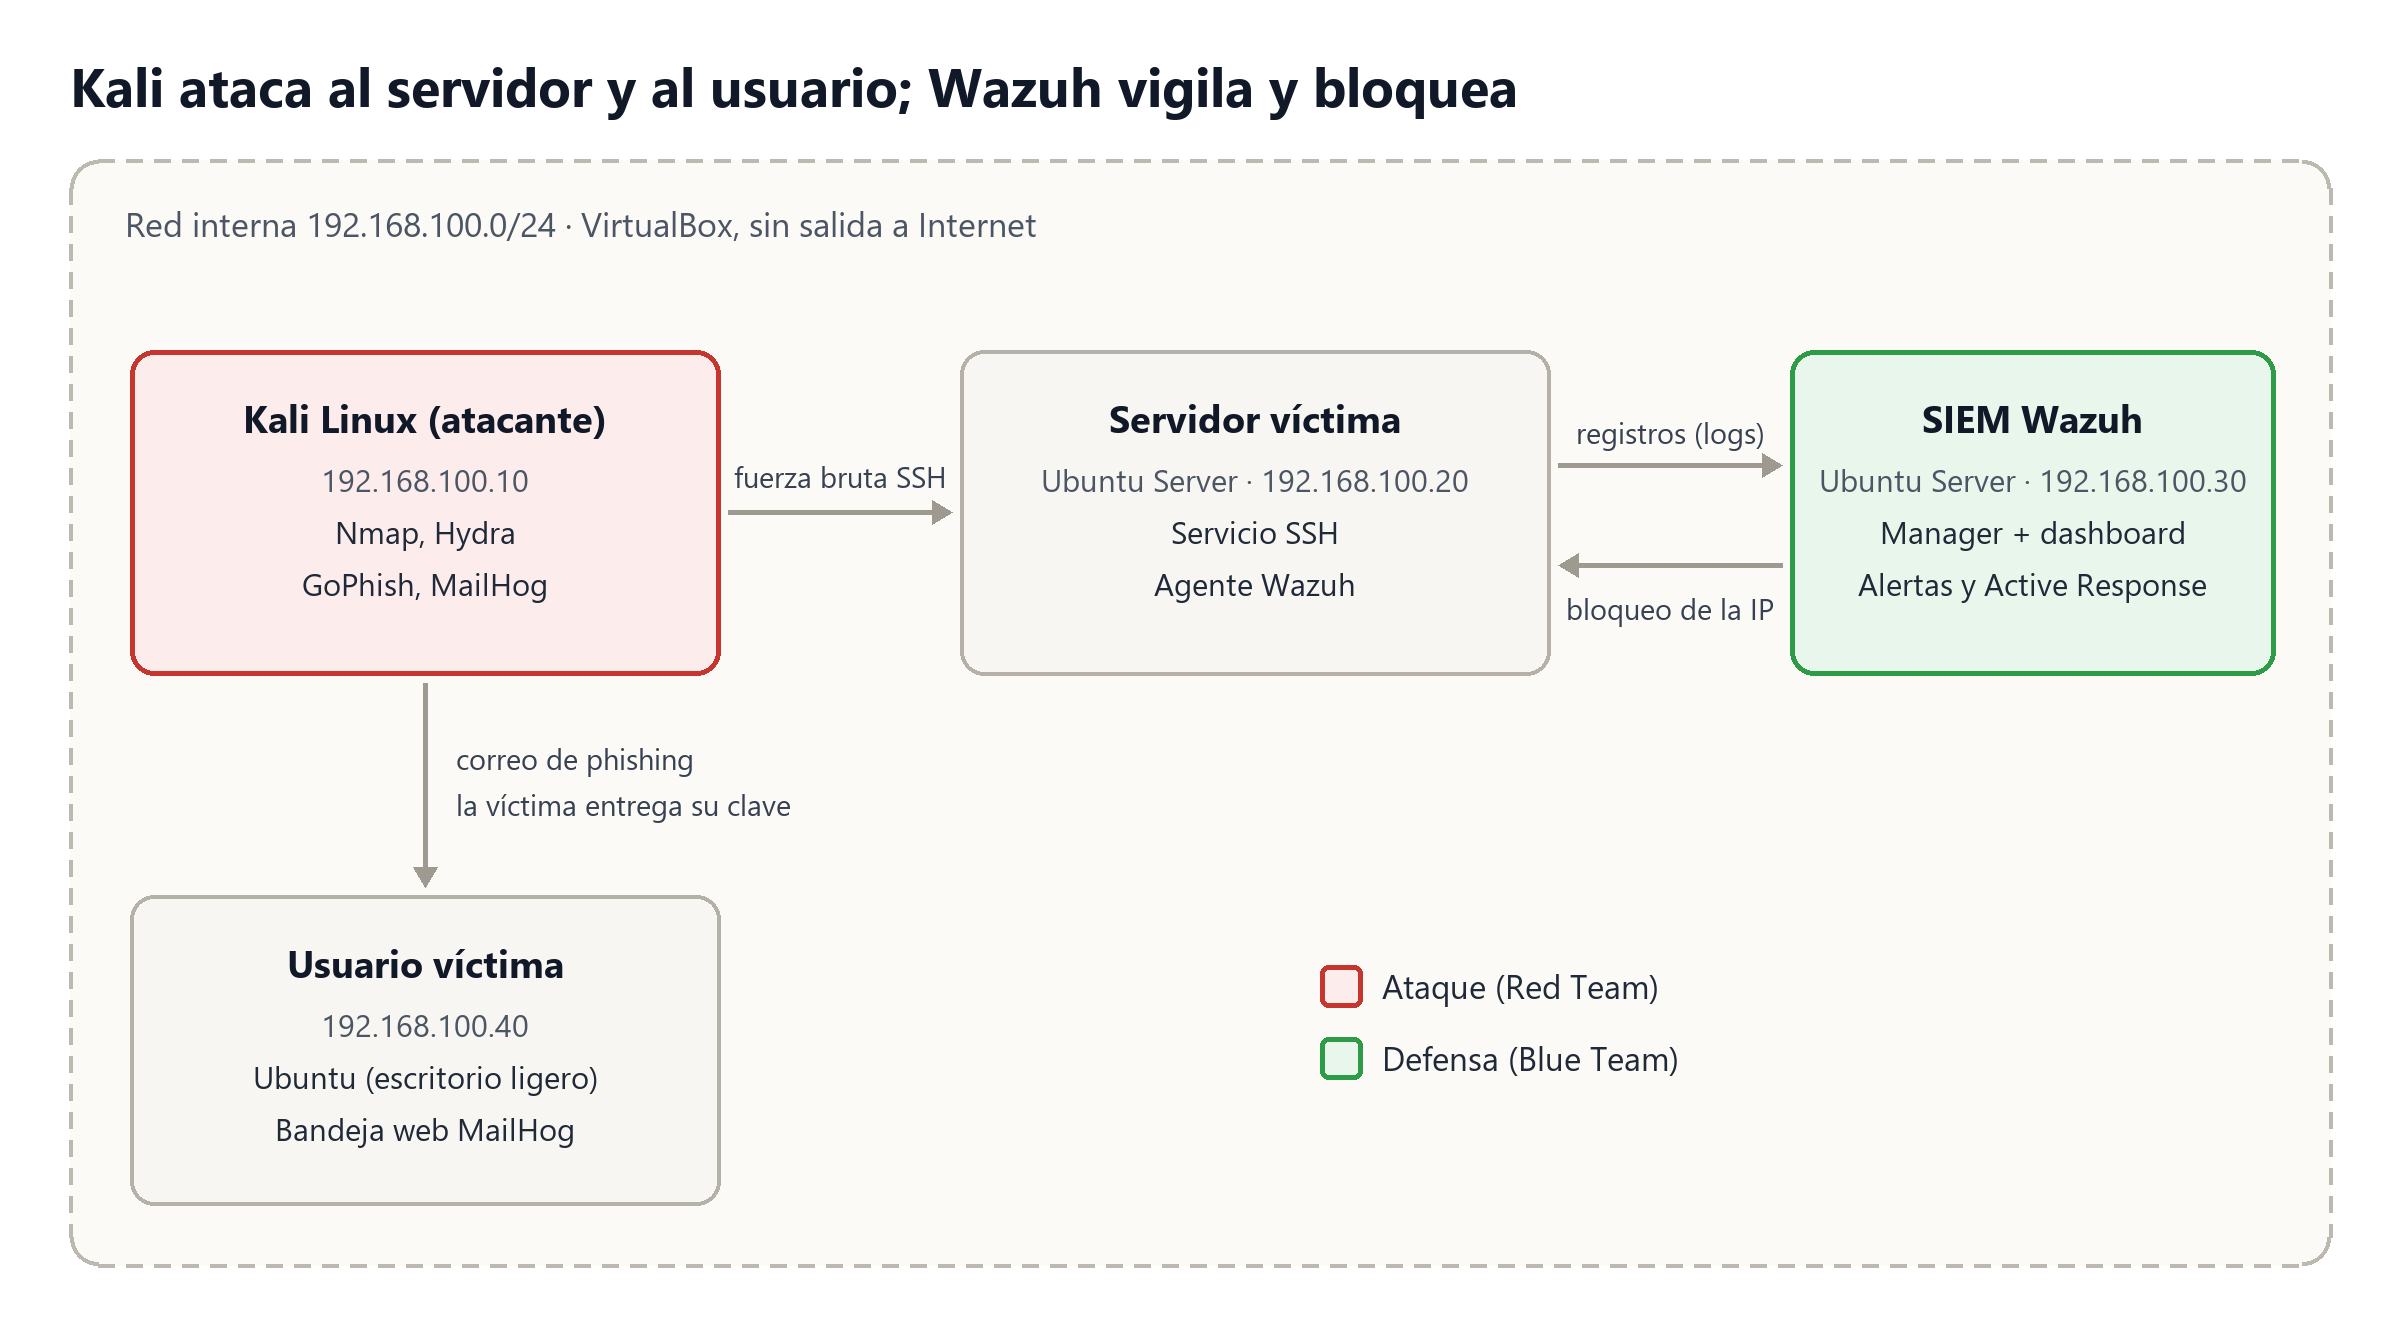 Kali ataca al servidor y al usuario; Wazuh vigila y bloquea
Red interna 192.168.100.0/24 · VirtualBox, sin salida a Internet
Kali Linux (atacante)
192.168.100.10
Nmap, Hydra
GoPhish, MailHog
fuerza bruta SSH
Servidor víctima
Ubuntu Server · 192.168.100.20
Servicio SSH
Agente Wazuh
registros (logs)
bloqueo de la IP
SIEM Wazuh
Ubuntu Server · 192.168.100.30
Manager + dashboard
Alertas y Active Response
correo de phishing
la víctima entrega su clave
Usuario víctima
192.168.100.40
Ubuntu (escritorio ligero)
Bandeja web MailHog
Ataque (Red Team)
Defensa (Blue Team)